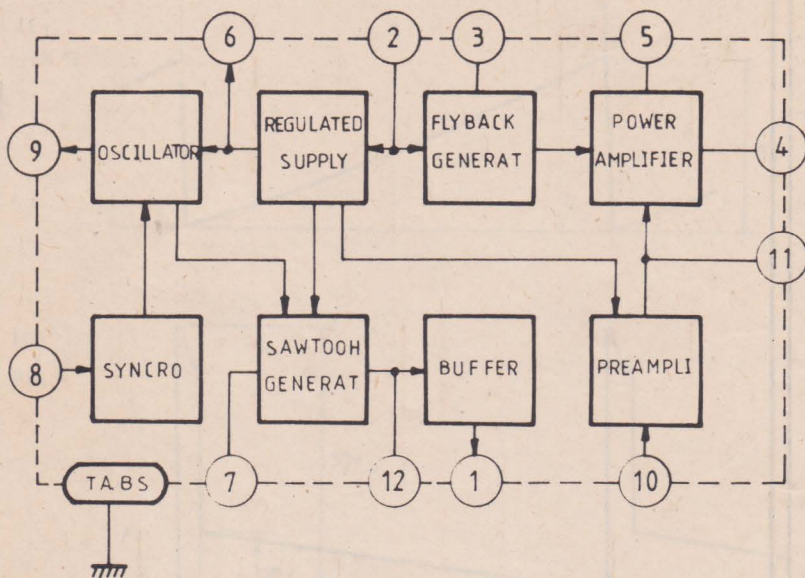 6
2
3
5
9
OSCILLATOR
REGULATED
SUPPLY
FLYBACK
GENERAT
POWER
AMPLIFIER
4
11
8
SYNCRO
SAWTOOH
GENERAT
BUFFER
PREAMPLI
TABS
7
12
1
10